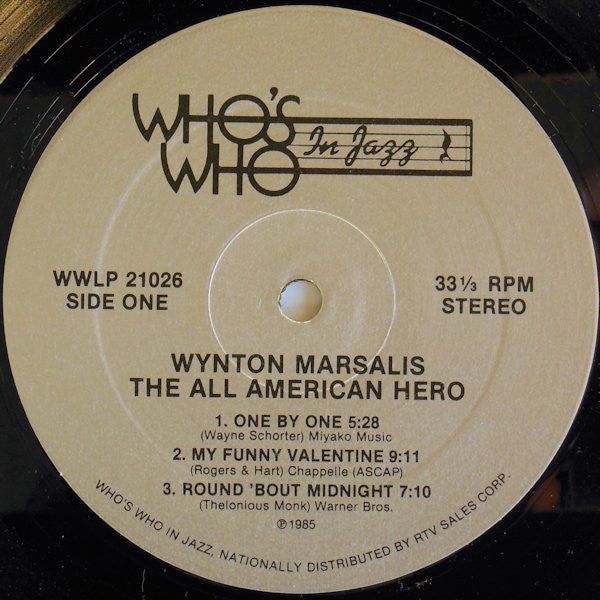 WHO'S
WHO
In Jazz
WWLP 21026
SIDE ONE
33 1/3 RPM
STEREO
WYNTON MARSALIS
THE ALL AMERICAN HERO
1. ONE BY ONE 5:28
(Wayne Schorter) Miyako Music
2. MY FUNNY VALENTINE 9:11
(Rogers & Hart) Chappelle (ASCAP)
3. ROUND 'BOUT MIDNIGHT 7:10
(Thelonious Monk) Warner Bros.
℗1985
WHO'S WHO IN JAZZ, NATIONALLY DISTRIBUTED BY RTV SALES CORP.